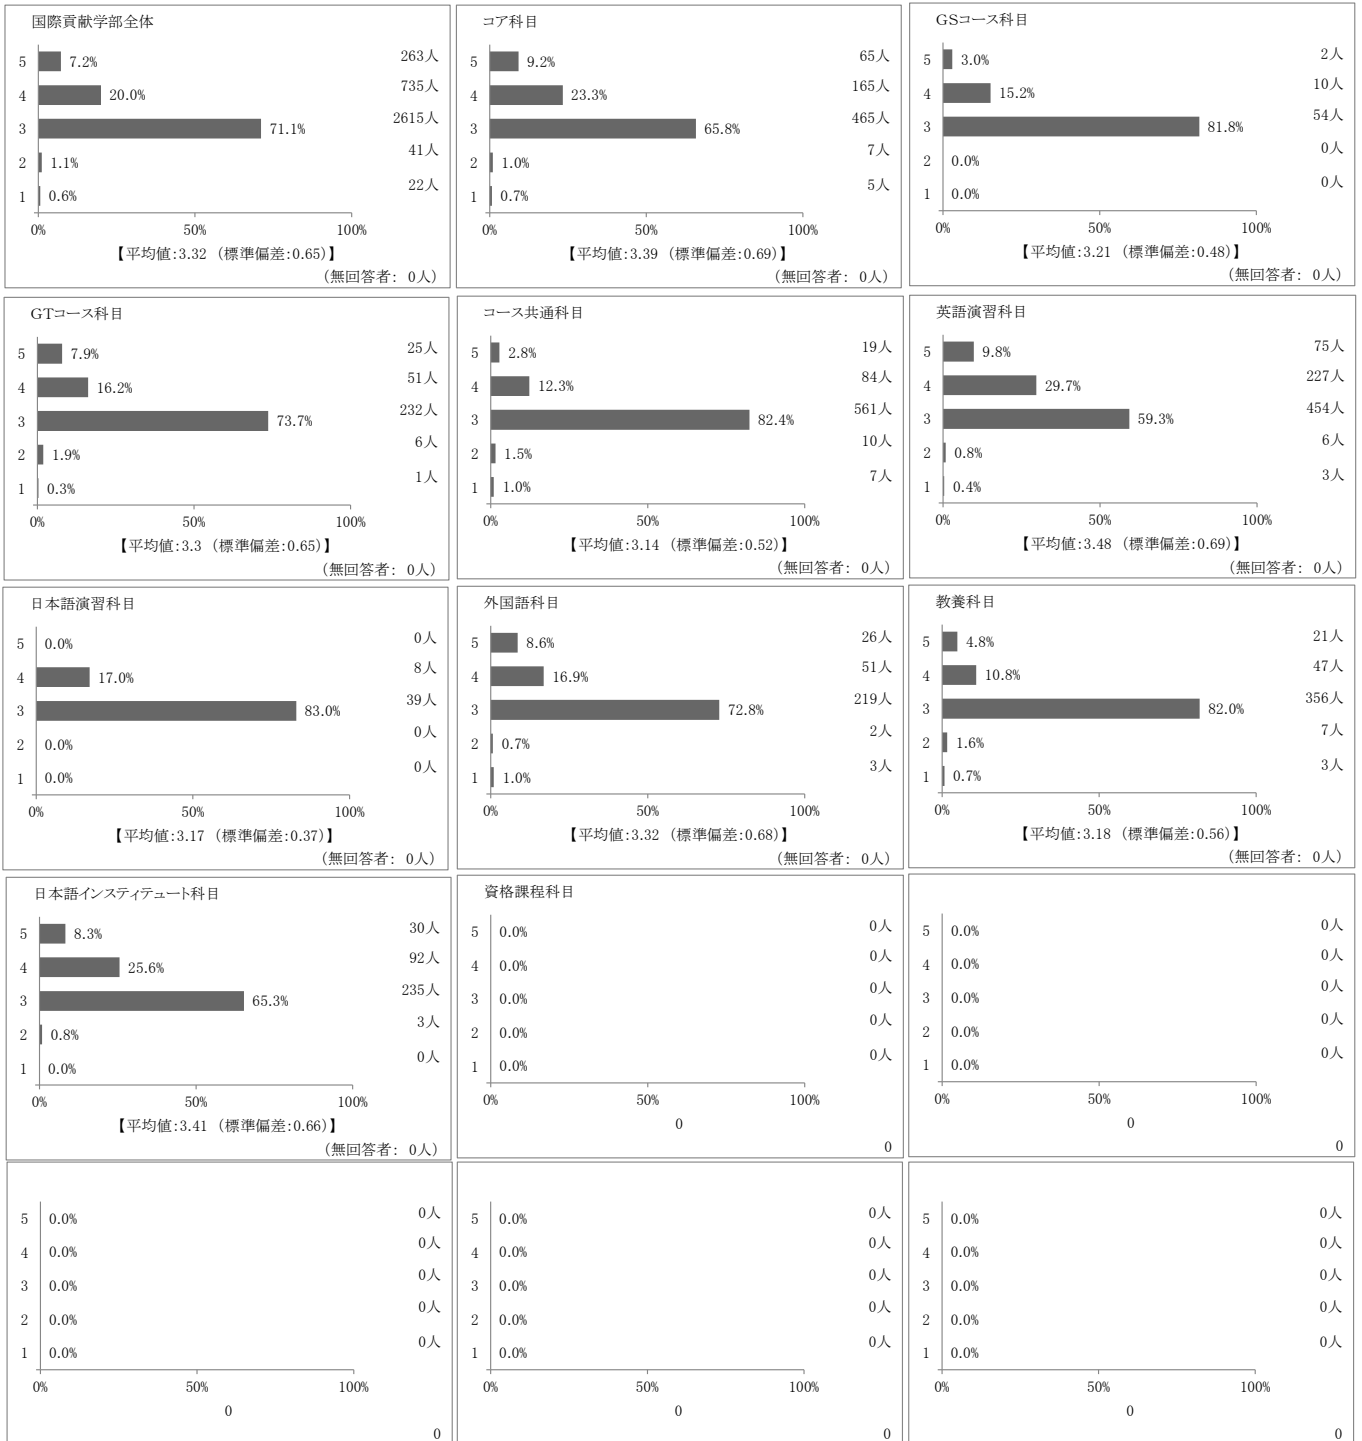 国際貢献学部全体
5 7.2% 263人
4 20.0% 735人
3 71.1% 2615人
2 1.1% 41人
1 0.6% 22人
0% 50% 100%
【平均値:3.32 (標準偏差:0.65)】
(無回答者: 0人)
コア科目
5 9.2% 65人
4 23.3% 165人
3 65.8% 465人
2 1.0% 7人
1 0.7% 5人
0% 50% 100%
【平均値:3.39 (標準偏差:0.69)】
(無回答者: 0人)
GSコース科目
5 3.0% 2人
4 15.2% 10人
3 81.8% 54人
2 0.0% 0人
1 0.0% 0人
0% 50% 100%
【平均値:3.21 (標準偏差:0.48)】
(無回答者: 0人)
GTコース科目
5 7.9% 25人
4 16.2% 51人
3 73.7% 232人
2 1.9% 6人
1 0.3% 1人
0% 50% 100%
【平均値:3.3 (標準偏差:0.65)】
(無回答者: 0人)
コース共通科目
5 2.8% 19人
4 12.3% 84人
3 82.4% 561人
2 1.5% 10人
1 1.0% 7人
0% 50% 100%
【平均値:3.14 (標準偏差:0.52)】
(無回答者: 0人)
英語演習科目
5 9.8% 75人
4 29.7% 227人
3 59.3% 454人
2 0.8% 6人
1 0.4% 3人
0% 50% 100%
【平均値:3.48 (標準偏差:0.69)】
(無回答者: 0人)
日本語演習科目
5 0.0% 0人
4 17.0% 8人
3 83.0% 39人
2 0.0% 0人
1 0.0% 0人
0% 50% 100%
【平均値:3.17 (標準偏差:0.37)】
(無回答者: 0人)
外国語科目
5 8.6% 26人
4 16.9% 51人
3 72.8% 219人
2 0.7% 2人
1 1.0% 3人
0% 50% 100%
【平均値:3.32 (標準偏差:0.68)】
(無回答者: 0人)
教養科目
5 4.8% 21人
4 10.8% 47人
3 82.0% 356人
2 1.6% 7人
1 0.7% 3人
0% 50% 100%
【平均値:3.18 (標準偏差:0.56)】
(無回答者: 0人)
日本語インスティテュート科目
5 8.3% 30人
4 25.6% 92人
3 65.3% 235人
2 0.8% 3人
1 0.0% 0人
0% 50% 100%
【平均値:3.41 (標準偏差:0.66)】
(無回答者: 0人)
資格課程科目
5 0.0% 0人
4 0.0% 0人
3 0.0% 0人
2 0.0% 0人
1 0.0% 0人
0% 50% 100%
0
0
5 0.0% 0人
4 0.0% 0人
3 0.0% 0人
2 0.0% 0人
1 0.0% 0人
0% 50% 100%
0
0
5 0.0% 0人
4 0.0% 0人
3 0.0% 0人
2 0.0% 0人
1 0.0% 0人
0% 50% 100%
0
0
5 0.0% 0人
4 0.0% 0人
3 0.0% 0人
2 0.0% 0人
1 0.0% 0人
0% 50% 100%
0
0
5 0.0% 0人
4 0.0% 0人
3 0.0% 0人
2 0.0% 0人
1 0.0% 0人
0% 50% 100%
0
0